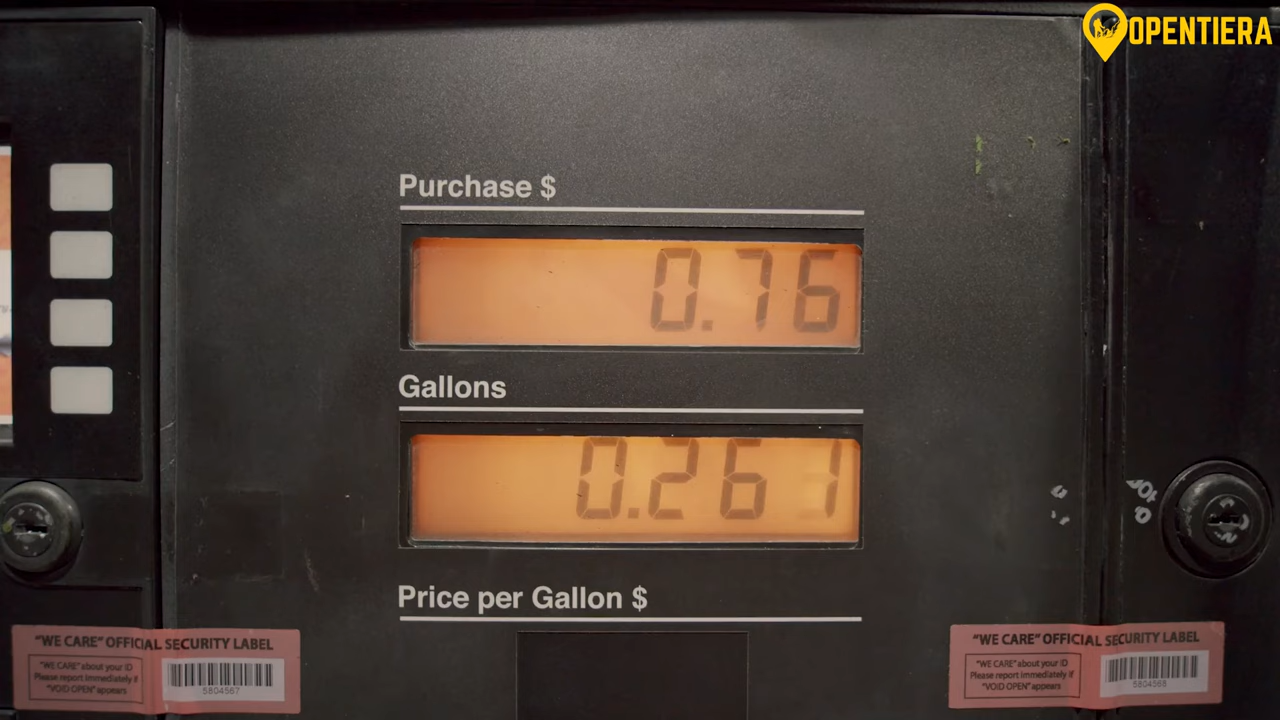 OPENTIERA
Purchase $
0.76
Gallons
0.261
Price per Gallon $
"WE CARE" OFFICIAL SECURITY LABEL
"WE CARE" about your ID
Please report immediately if
"VOID OPEN" appears
5804567
"WE CARE" OFFICIAL SECURITY LABEL
"WE CARE" about your ID
Please report immediately if
"VOID OPEN" appears
5804568